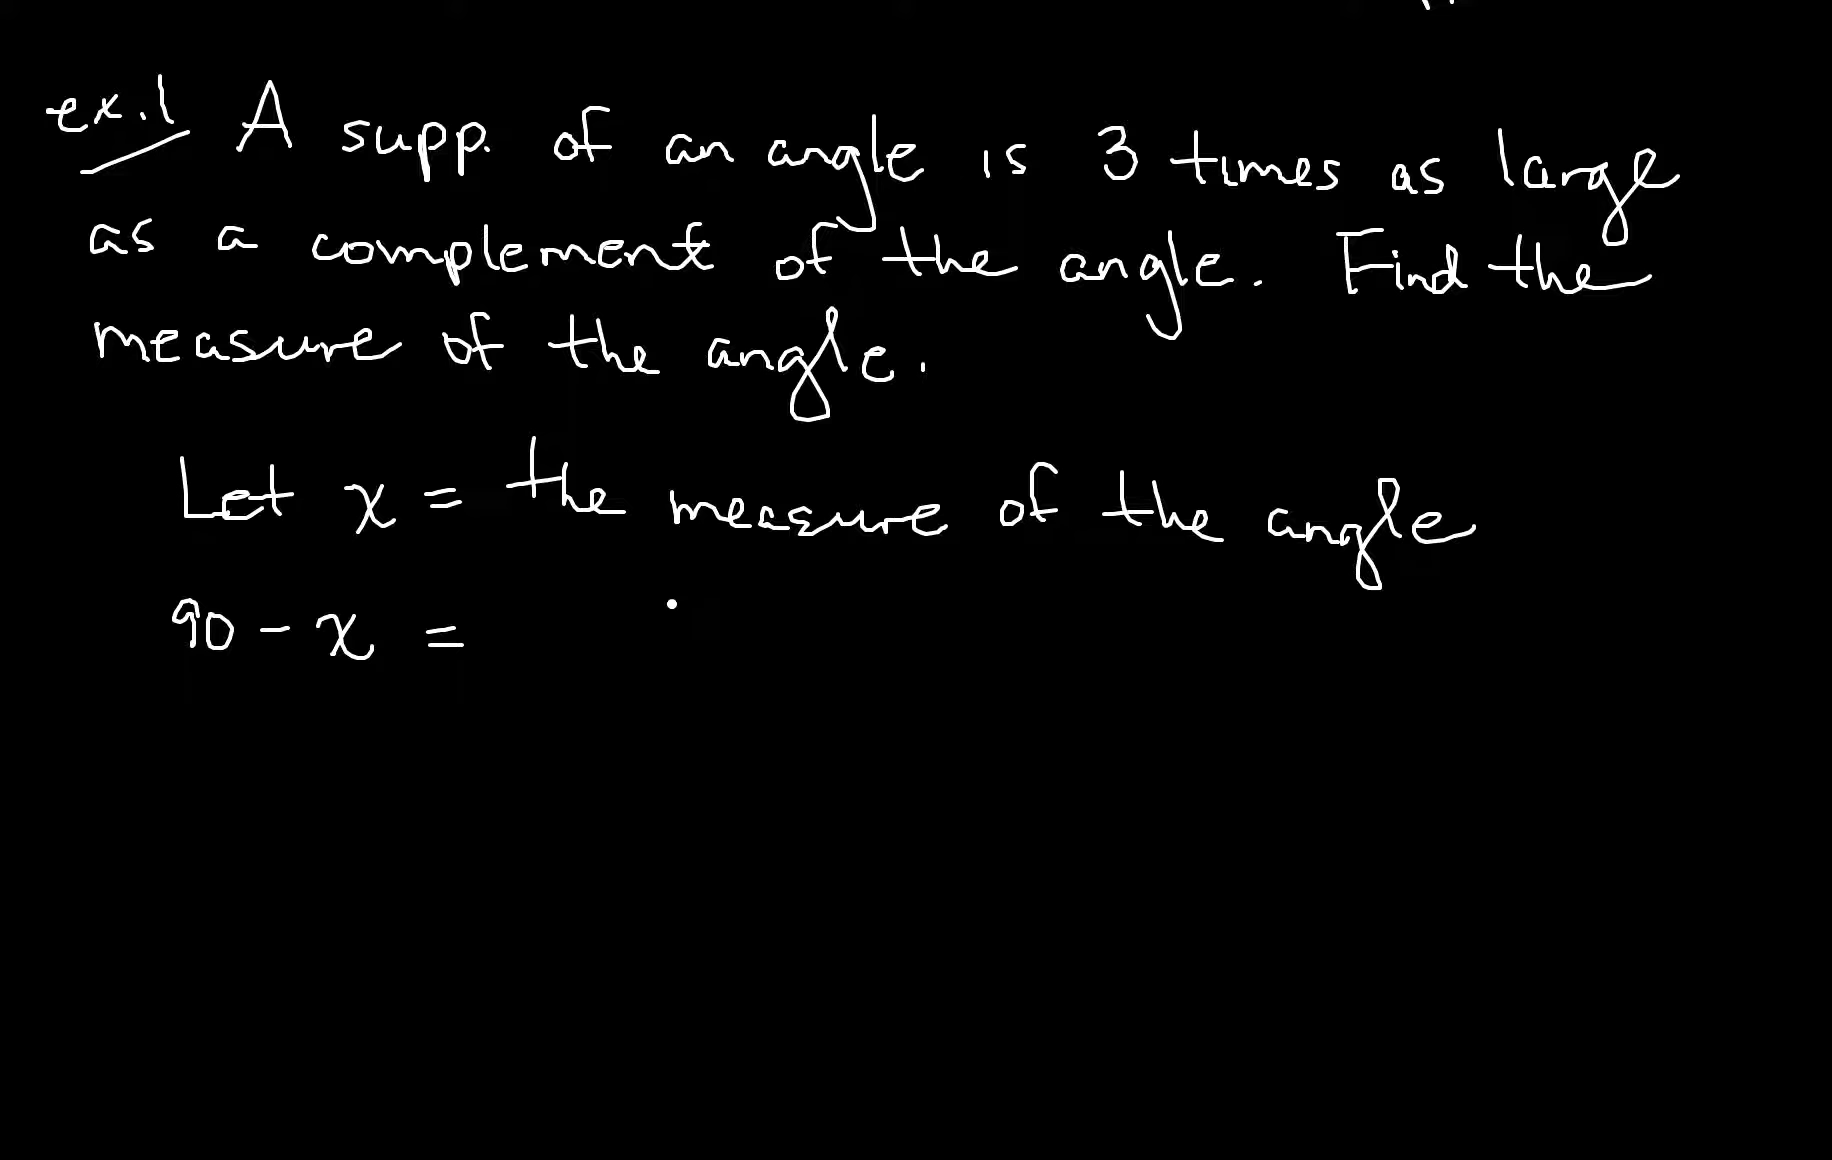 ex.1 A supp. of an angle is 3 times as large
as a complement of the angle. Find the
measure of the angle.
Let x = the measure of the angle
90 - x =